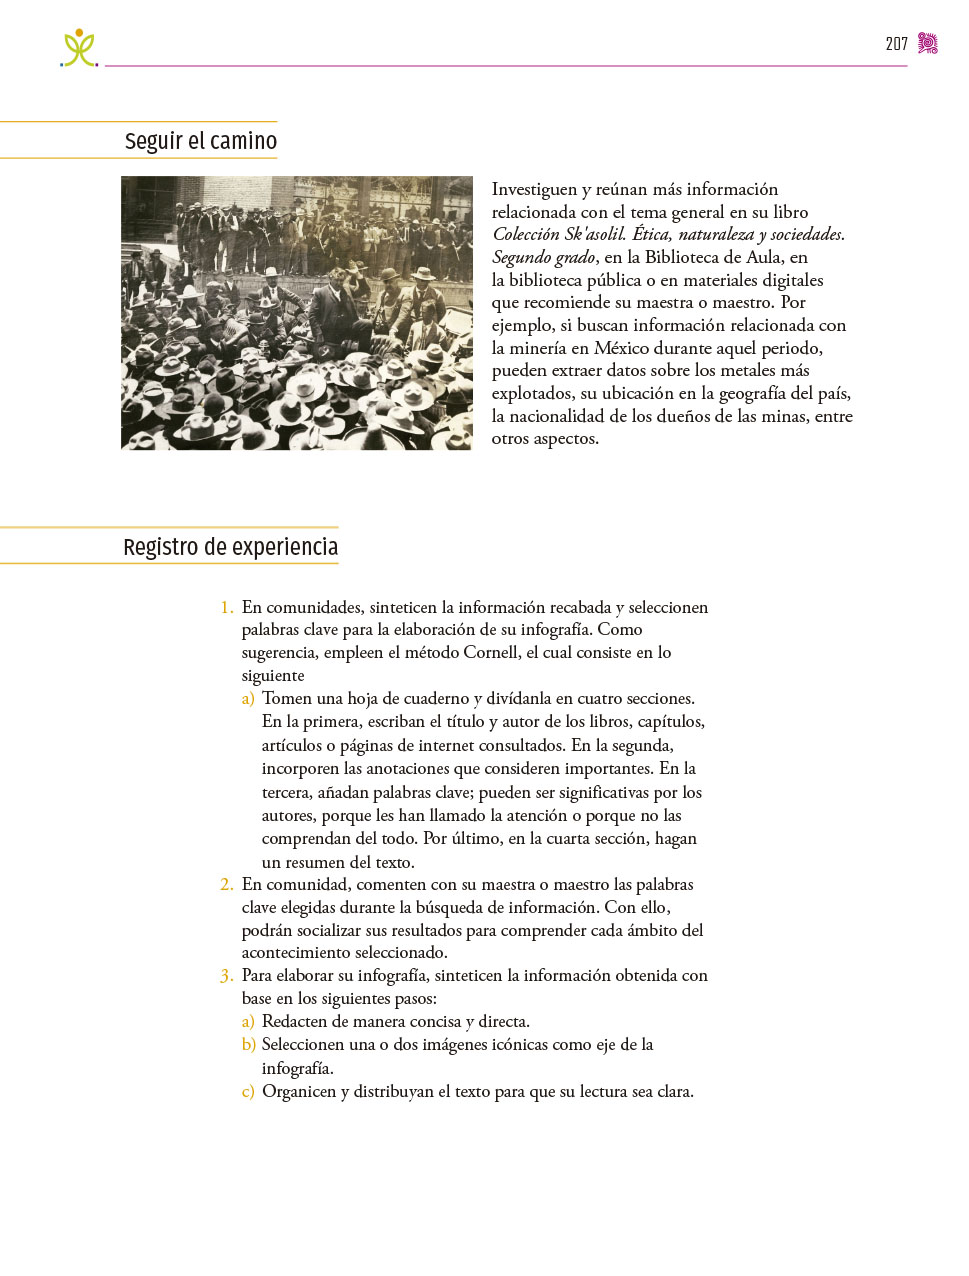 207
Seguir el camino
Investiguen y reúnan más información
relacionada con el tema general en su libro
Colección Sk'asolil. Ética, naturaleza y sociedades.
Segundo grado, en la Biblioteca de Aula, en
la biblioteca pública o en materiales digitales
que recomiende su maestra o maestro. Por
ejemplo, si buscan información relacionada con
la minería en México durante aquel periodo,
pueden extraer datos sobre los metales más
explotados, su ubicación en la geografía del país,
la nacionalidad de los dueños de las minas, entre
otros aspectos.
Registro de experiencia
1. En comunidades, sinteticen la información recabada y seleccionen
palabras clave para la elaboración de su infografía. Como
sugerencia, empleen el método Cornell, el cual consiste en lo
siguiente
a) Tomen una hoja de cuaderno y divídanla en cuatro secciones.
En la primera, escriban el título y autor de los libros, capítulos,
artículos o páginas de internet consultados. En la segunda,
incorporen las anotaciones que consideren importantes. En la
tercera, añadan palabras clave; pueden ser significativas por los
autores, porque les han llamado la atención o porque no las
comprendan del todo. Por último, en la cuarta sección, hagan
un resumen del texto.
2. En comunidad, comenten con su maestra o maestro las palabras
clave elegidas durante la búsqueda de información. Con ello,
podrán socializar sus resultados para comprender cada ámbito del
acontecimiento seleccionado.
3. Para elaborar su infografía, sinteticen la información obtenida con
base en los siguientes pasos:
a) Redacten de manera concisa y directa.
b) Seleccionen una o dos imágenes icónicas como eje de la
infografía.
c) Organicen y distribuyan el texto para que su lectura sea clara.